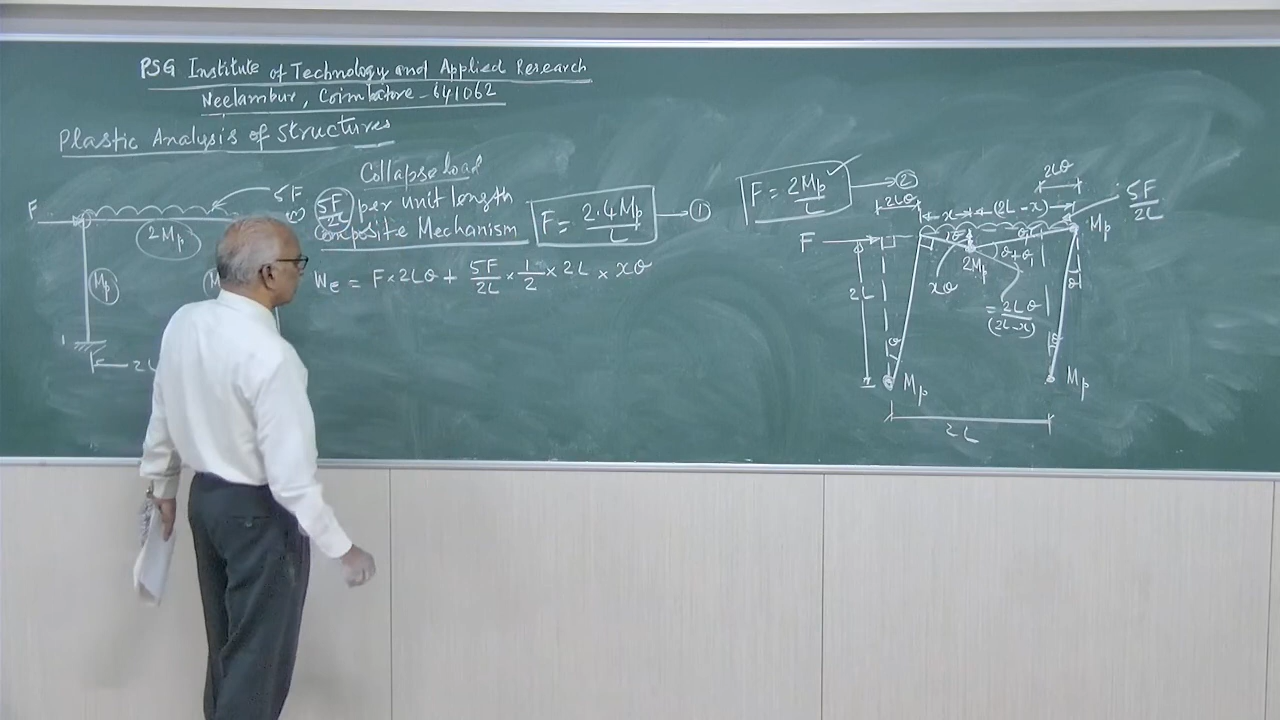 PSG Institute of Technology and Applied Research
Neelambur, Coimbatore - 641062
Plastic Analysis of Structures
Collapse load
5F/2L per unit length
Composite Mechanism
F = 2.4Mp/L → ①
WE = F × 2Lθ + 5F/2L × 1/2 × 2L × xθ
F
5F
2Mp
Mp
M
2L
F = 2Mp/L → ②
2Lθ
2Lθ
5F/2L
x
(2L-x)
F
Mp
θ
θ1
2Mp
θ+θ1
xθ
θ
2L
= 2Lθ/(2L-x)
θ
θ
Mp
Mp
2L